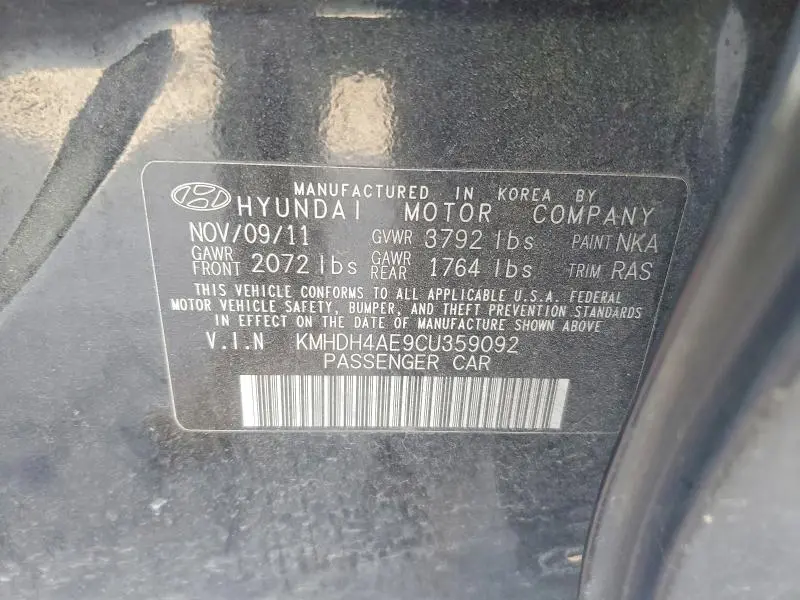 MANUFACTURED IN KOREA BY
HYUNDAI MOTOR COMPANY
NOV/09/11 GVWR 3792 lbs PAINT NKA
GAWR FRONT 2072 lbs GAWR REAR 1764 lbs TRIM RAS
THIS VEHICLE CONFORMS TO ALL APPLICABLE U.S.A. FEDERAL
MOTOR VEHICLE SAFETY, BUMPER, AND THEFT PREVENTION STANDARDS
IN EFFECT ON THE DATE OF MANUFACTURE SHOWN ABOVE
V.I.N KMHDH4AE9CU359092
PASSENGER CAR